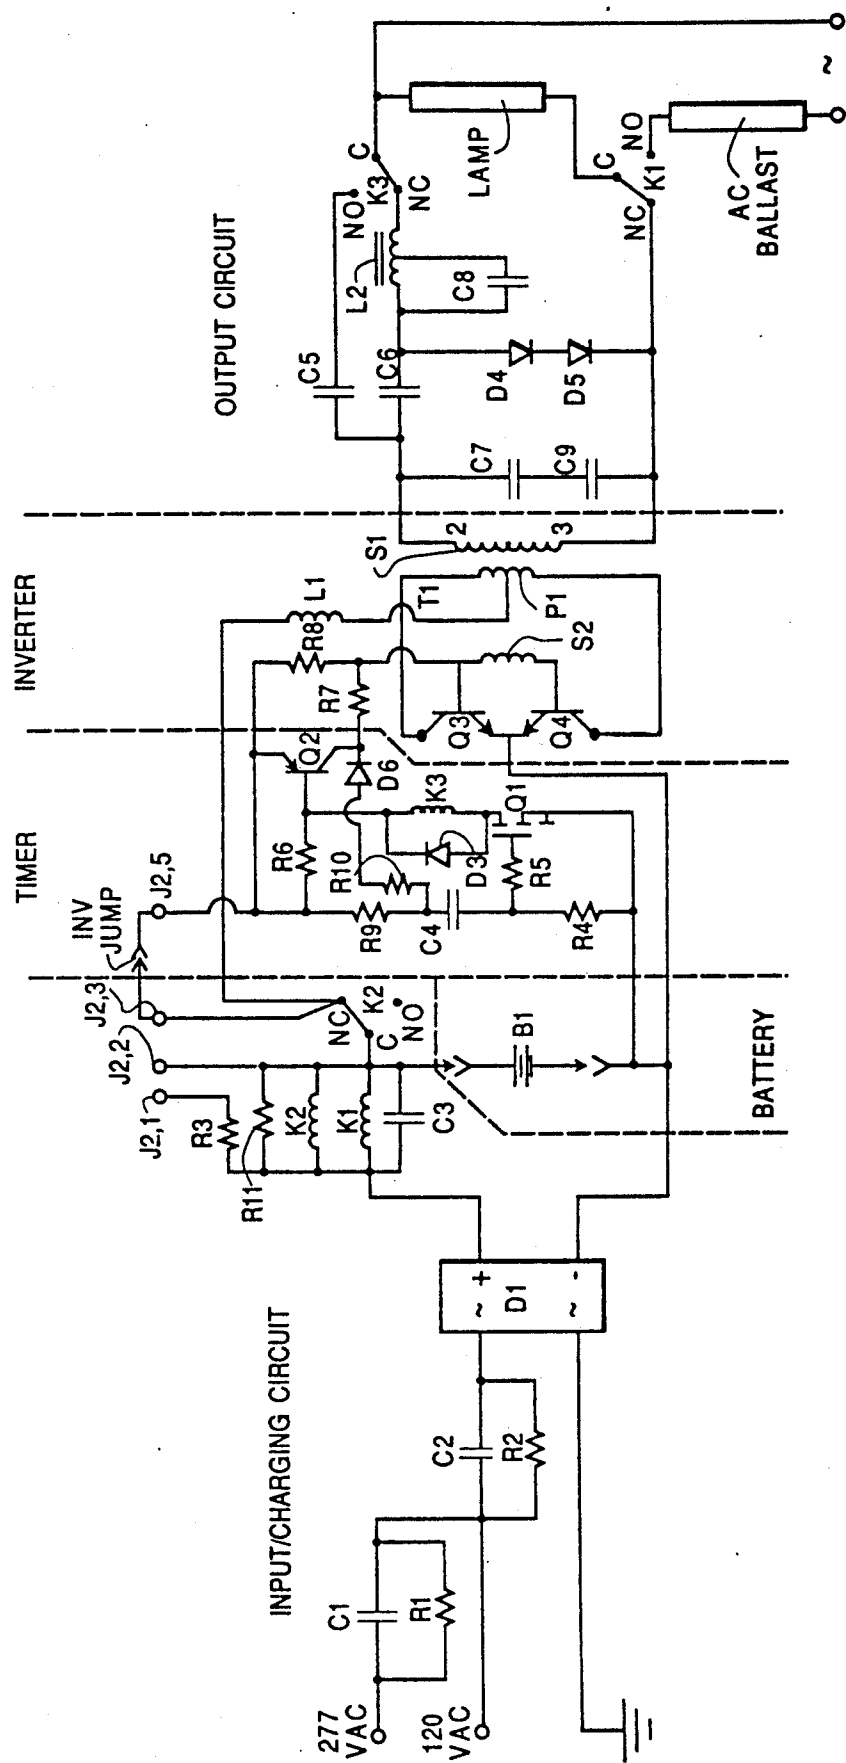 INPUT/CHARGING CIRCUIT
TIMER
INVERTER
OUTPUT CIRCUIT
BATTERY
277
VAC
120
VAC
C1
R1
C2
R2
~ +
D1
~ -
J2,1
J2,2
J2,3
INV
JUMP
J2,5
R3
R11
K2
K1
C3
NC
K2
C
NO
B1
R6
R10
R9
C4
R4
R5
D3
K3
Q1
Q2
D6
R7
R8
L1
Q3
Q4
S2
T1
P1
S1
2
3
C7
C9
C5
C6
D4
D5
L2
C8
NO
K3
C
NC
LAMP
C
NC
K1
NO
AC
BALLAST
~